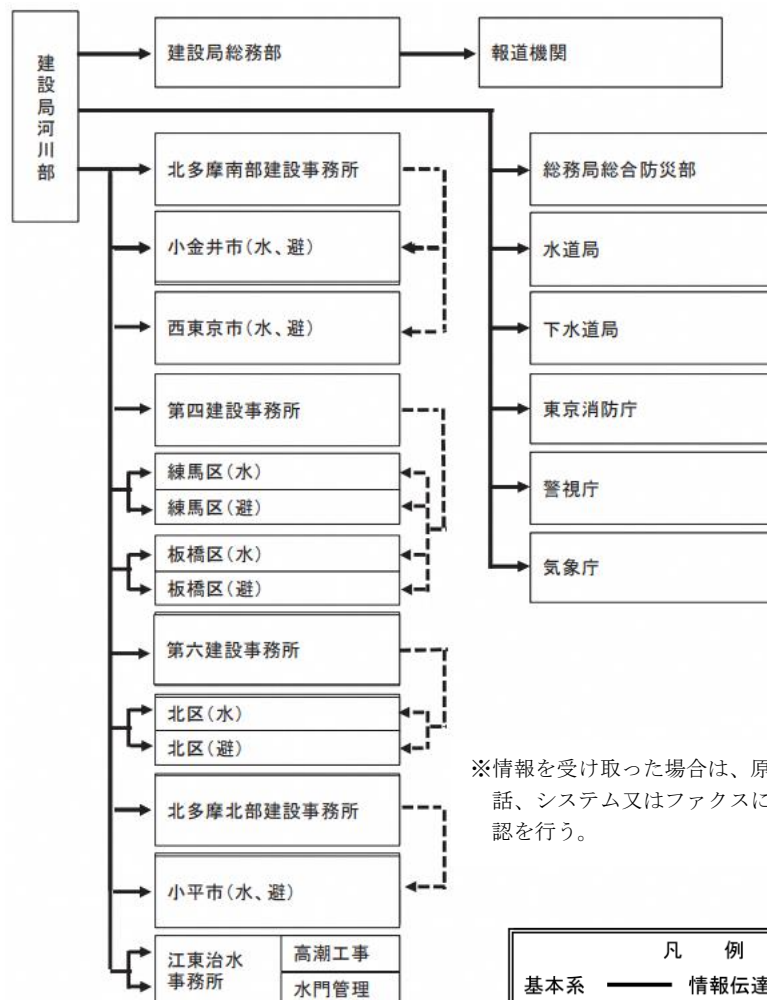 建設局河川部
建設局総務部
報道機関
北多摩南部建設事務所
小金井市(水、避)
西東京市(水、避)
第四建設事務所
練馬区(水)
練馬区(避)
板橋区(水)
板橋区(避)
第六建設事務所
北区(水)
北区(避)
北多摩北部建設事務所
小平市(水、避)
江東治水
事務所
高潮工事
水門管理
総務局総合防災部
水道局
下水道局
東京消防庁
警視庁
気象庁
※情報を受け取った場合は、原
話、システム又はファクスに
認を行う。
凡 例
基本系 情報伝達